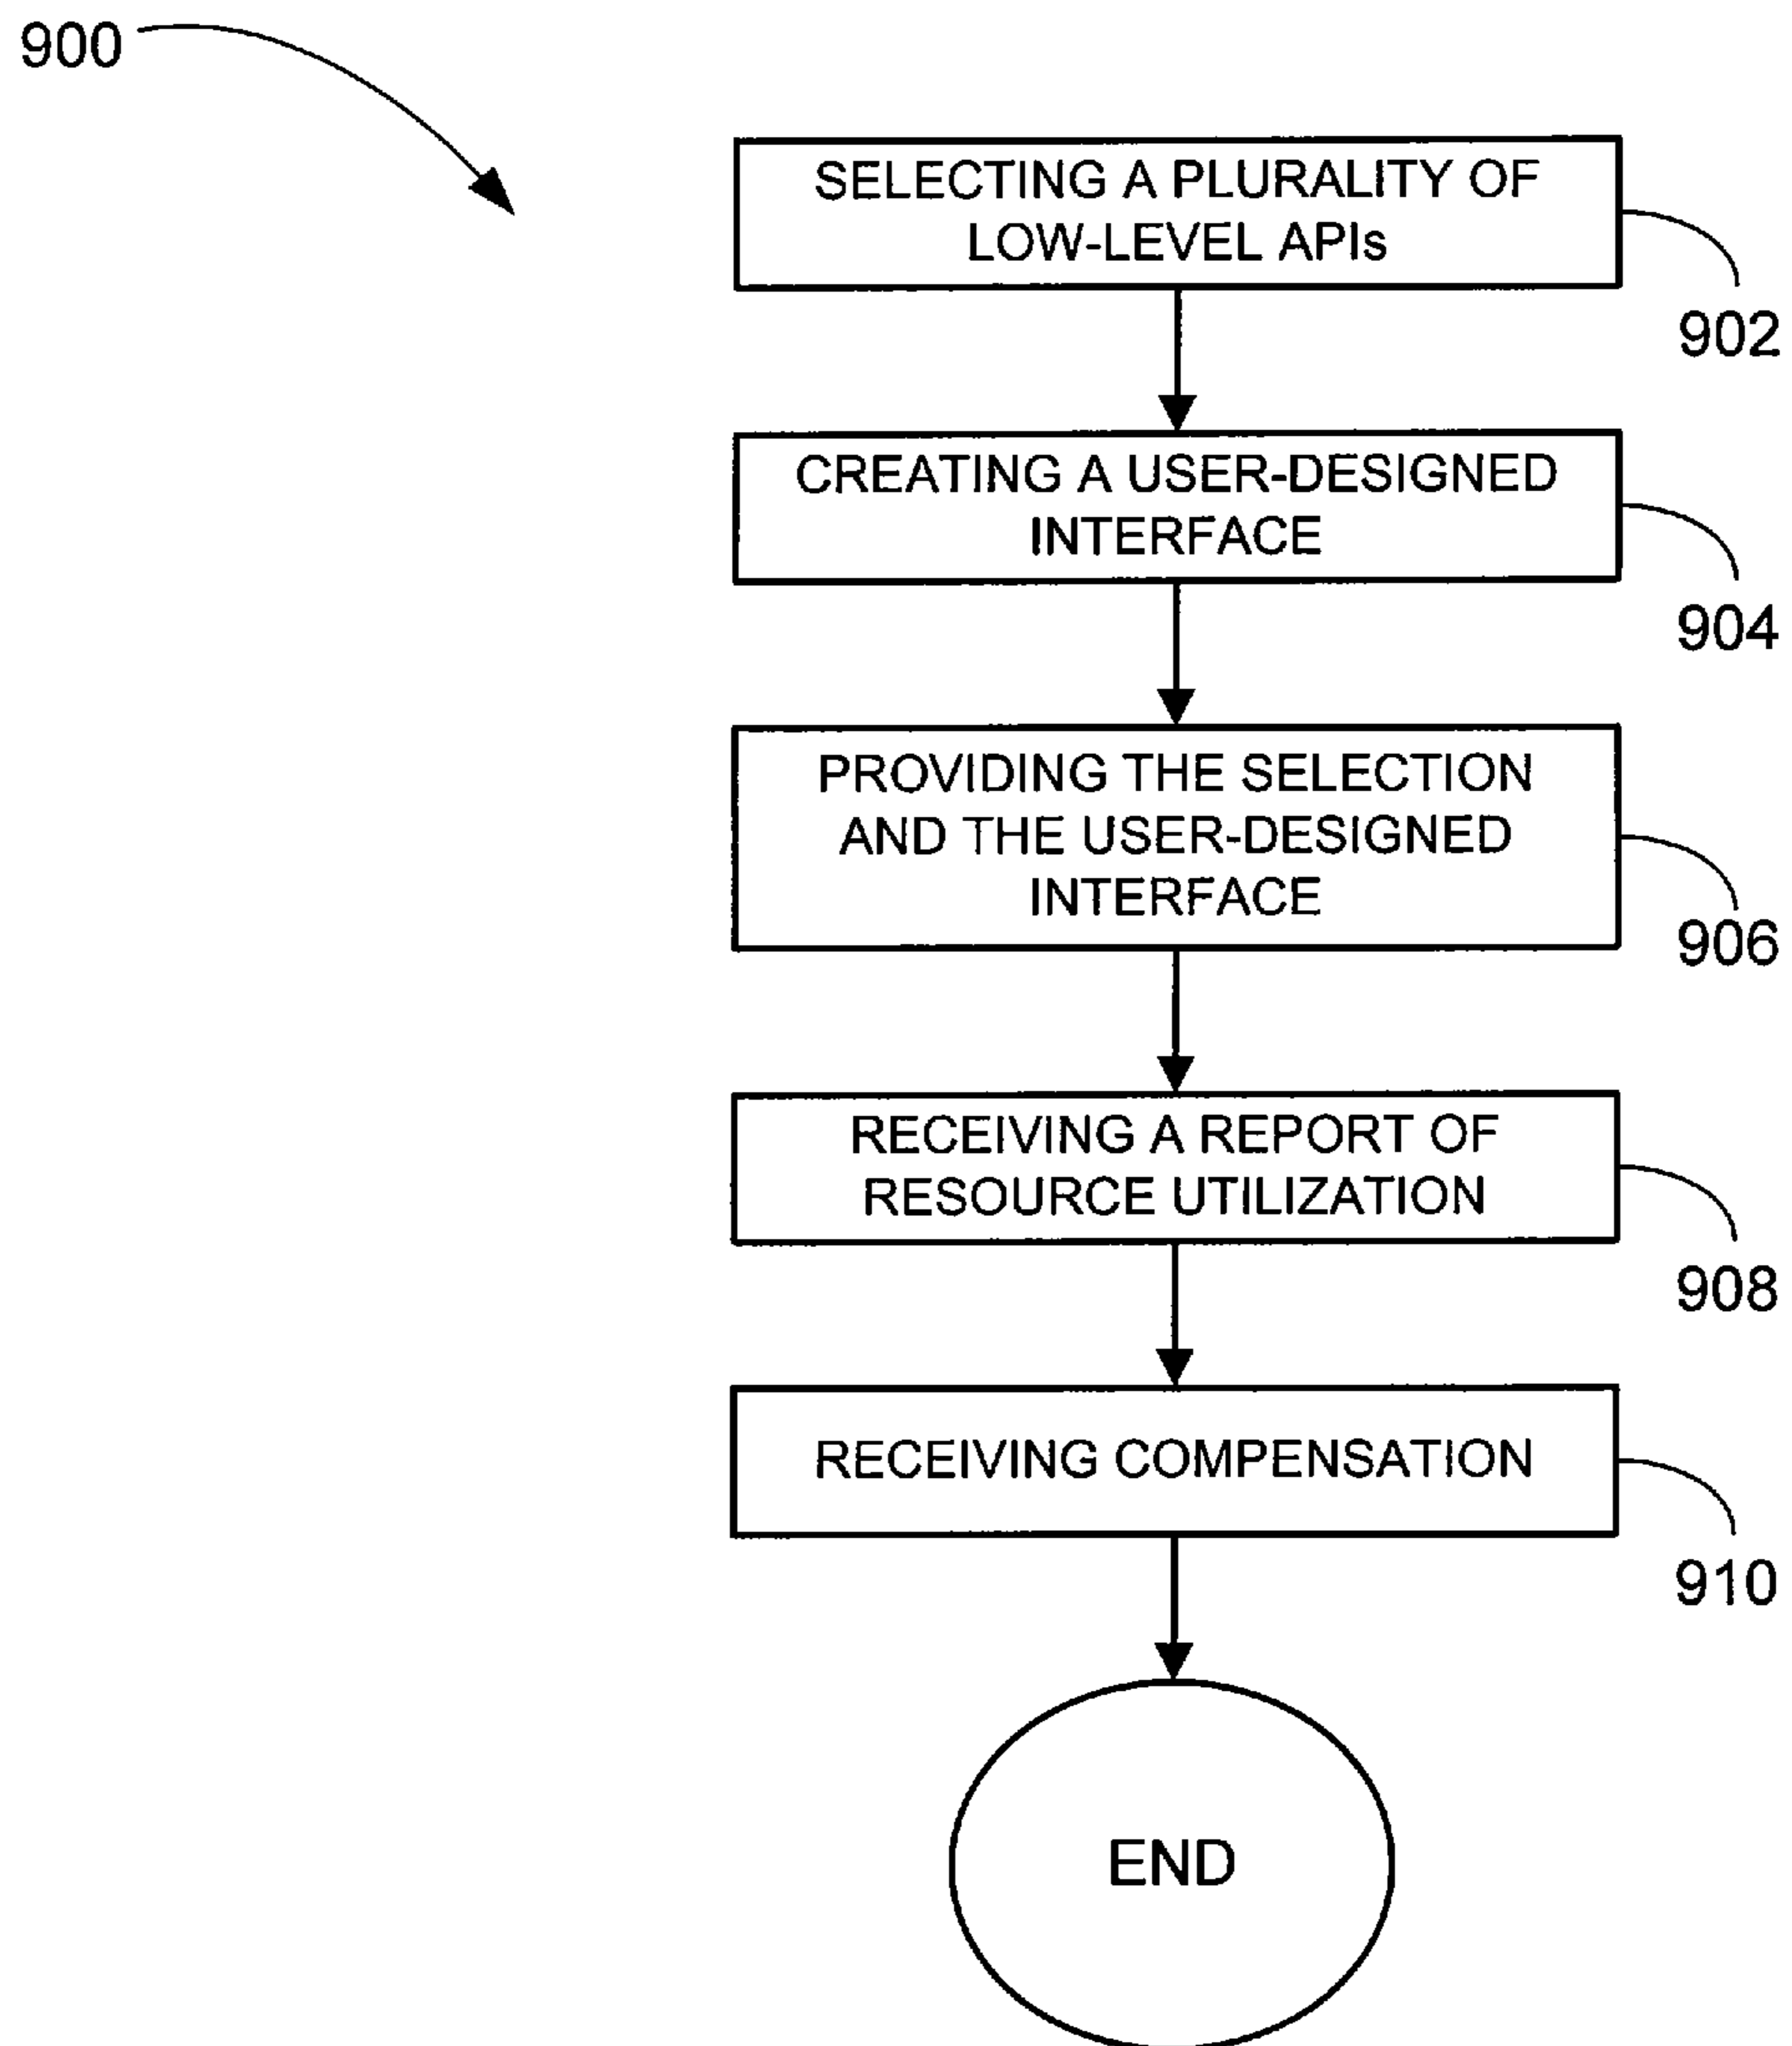 900
SELECTING A PLURALITY OF
LOW-LEVEL APIs
902
CREATING A USER-DESIGNED
INTERFACE
904
PROVIDING THE SELECTION
AND THE USER-DESIGNED
INTERFACE
906
RECEIVING A REPORT OF
RESOURCE UTILIZATION
908
RECEIVING COMPENSATION
910
END